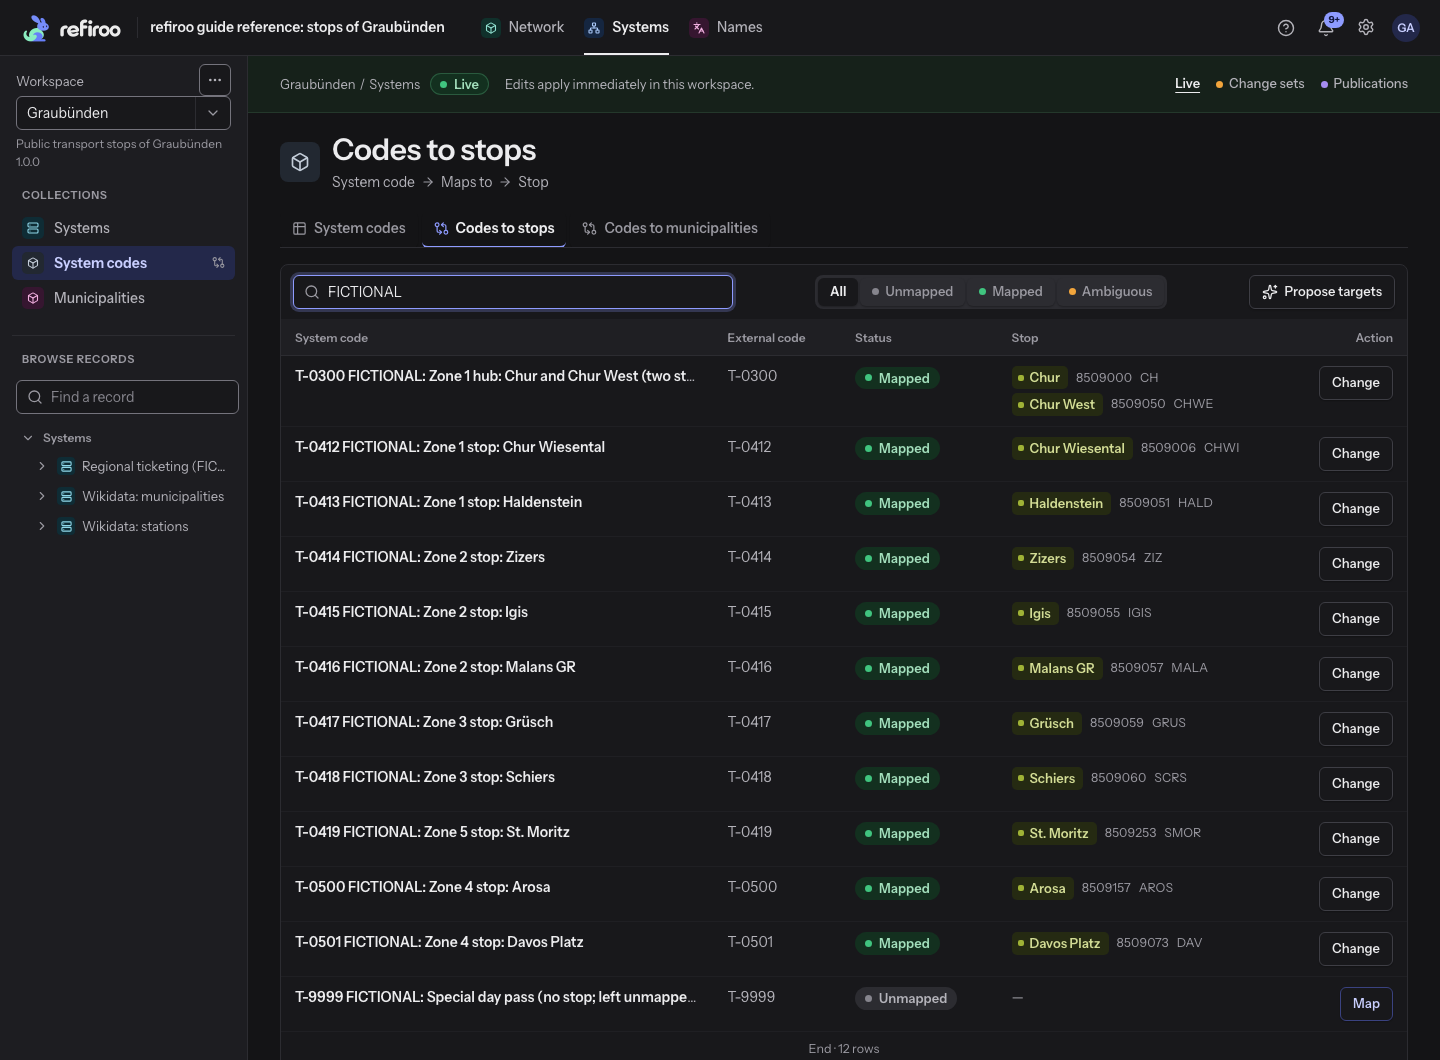 refiroo
refiroo guide reference: stops of Graubünden
Network
Systems
Names
9+
GA
Workspace
Graubünden
Public transport stops of Graubünden
1.0.0
COLLECTIONS
Systems
System codes
Municipalities
BROWSE RECORDS
Find a record
Systems
Regional ticketing (FIC...
Wikidata: municipalities
Wikidata: stations
Graubünden / Systems
Live
Edits apply immediately in this workspace.
Live
Change sets
Publications
Codes to stops
System code → Maps to → Stop
System codes
Codes to stops
Codes to municipalities
FICTIONAL
All
Unmapped
Mapped
Ambiguous
Propose targets
System code External code Status Stop Action
T-0300 FICTIONAL: Zone 1 hub: Chur and Chur West (two st... T-0300 Mapped Chur 8509000 CH Change
Chur West 8509050 CHWE
T-0412 FICTIONAL: Zone 1 stop: Chur Wiesental T-0412 Mapped Chur Wiesental 8509006 CHWI Change
T-0413 FICTIONAL: Zone 1 stop: Haldenstein T-0413 Mapped Haldenstein 8509051 HALD Change
T-0414 FICTIONAL: Zone 2 stop: Zizers T-0414 Mapped Zizers 8509054 ZIZ Change
T-0415 FICTIONAL: Zone 2 stop: Igis T-0415 Mapped Igis 8509055 IGIS Change
T-0416 FICTIONAL: Zone 2 stop: Malans GR T-0416 Mapped Malans GR 8509057 MALA Change
T-0417 FICTIONAL: Zone 3 stop: Grüsch T-0417 Mapped Grüsch 8509059 GRUS Change
T-0418 FICTIONAL: Zone 3 stop: Schiers T-0418 Mapped Schiers 8509060 SCRS Change
T-0419 FICTIONAL: Zone 5 stop: St. Moritz T-0419 Mapped St. Moritz 8509253 SMOR Change
T-0500 FICTIONAL: Zone 4 stop: Arosa T-0500 Mapped Arosa 8509157 AROS Change
T-0501 FICTIONAL: Zone 4 stop: Davos Platz T-0501 Mapped Davos Platz 8509073 DAV Change
T-9999 FICTIONAL: Special day pass (no stop; left unmappe... T-9999 Unmapped — Map
End · 12 rows